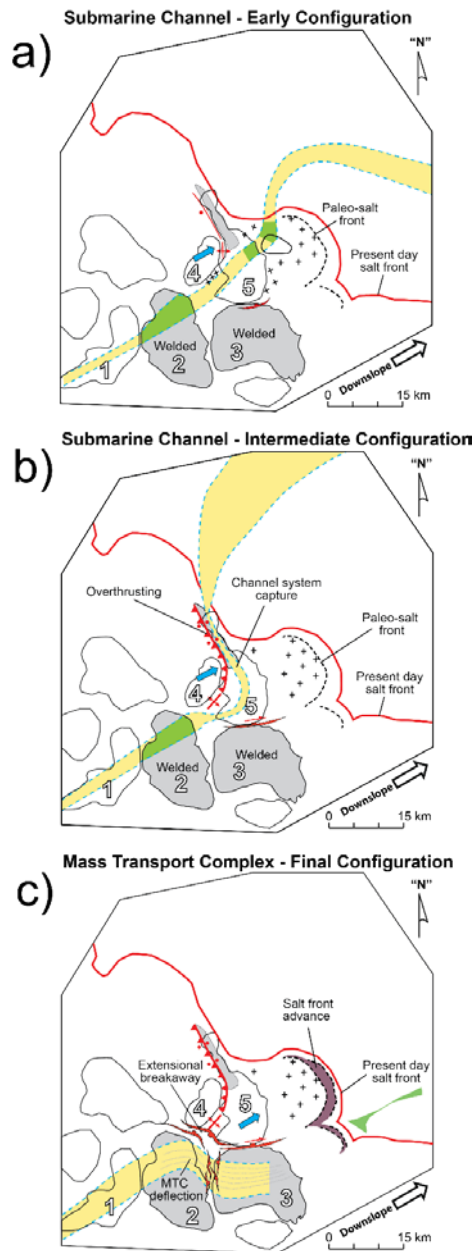 Submarine Channel - Early Configuration
a)
"N"
Paleo-salt
front
Present day
salt front
4
5
Welded
2
Welded
3
1
Downslope
0 15 km
Submarine Channel - Intermediate Configuration
b)
"N"
Overthrusting
Channel system
capture
Paleo-salt
front
Present day
salt front
4
5
Welded
2
Welded
3
1
Downslope
0 15 km
Mass Transport Complex - Final Configuration
c)
"N"
Salt front
advance
Extensional
breakaway
Present day
salt front
4
5
1
MTC
deflection
2
3
Downslope
0 15 km